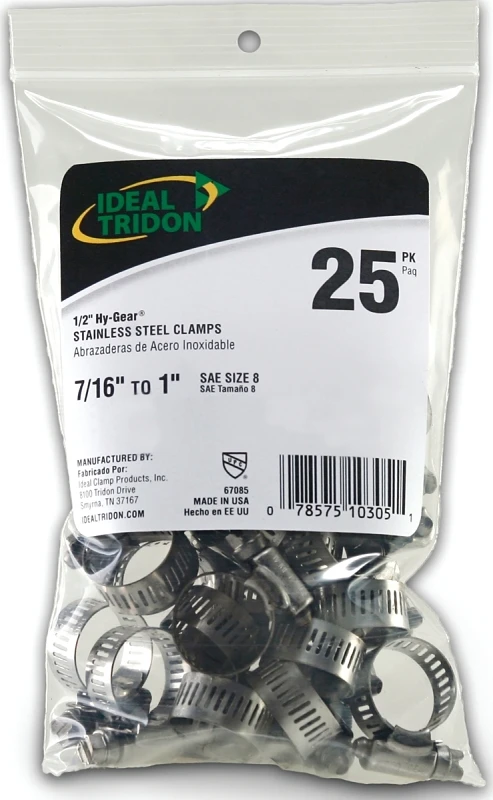 IDEAL
TRIDON
25 PK
Paq
1/2" Hy-Gear®
STAINLESS STEEL CLAMPS
Abrazaderas de Acero Inoxidable
7/16" TO 1"
SAE SIZE 8
SAE Tamaño 8
MANUFACTURED BY:
Fabricado Por:
Ideal Clamp Products, Inc.
8100 Tridon Drive
Smyrna, TN 37167
IDEALTRIDON.COM
UPC
67085
MADE IN USA
Hecho en EE UU
0 78575 10305 1